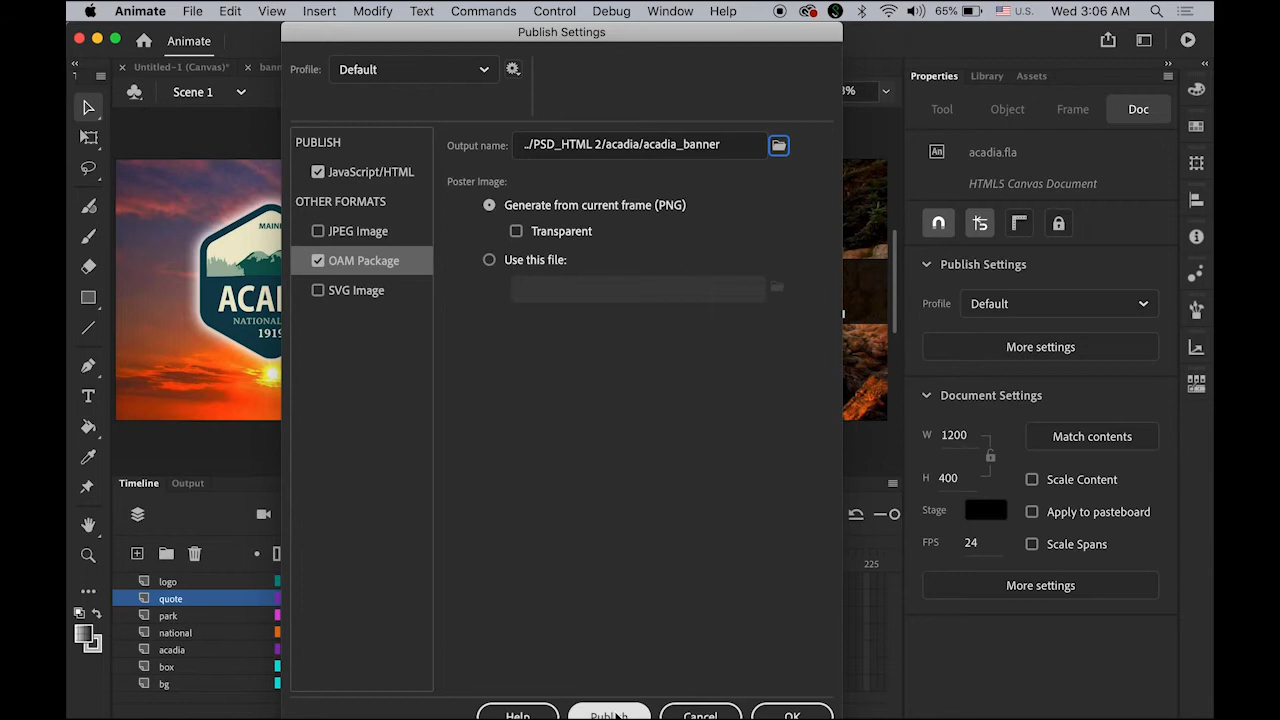 Animate File Edit View Insert Modify Text Commands Control Debug Window Help 65% U.S. Wed 3:06 AM
Publish Settings
Animate
Untitled-1 (Canvas)*
Profile: Default
Properties Library Assets
Scene 1
Tool Object Frame Doc
PUBLISH
JavaScript/HTML
OTHER FORMATS
JPEG Image
OAM Package
SVG Image
Output name: ../PSD_HTML 2/acadia/acadia_banner
Poster Image:
Generate from current frame (PNG)
Transparent
Use this file:
An acadia.fla
HTML5 Canvas Document
Publish Settings
Profile Default
More settings
Document Settings
W 1200
Match contents
H 400
Scale Content
Stage
Apply to pasteboard
FPS 24
Scale Spans
More settings
Timeline Output
225
logo
quote
park
national
acadia
box
bg
Help Publish Cancel OK